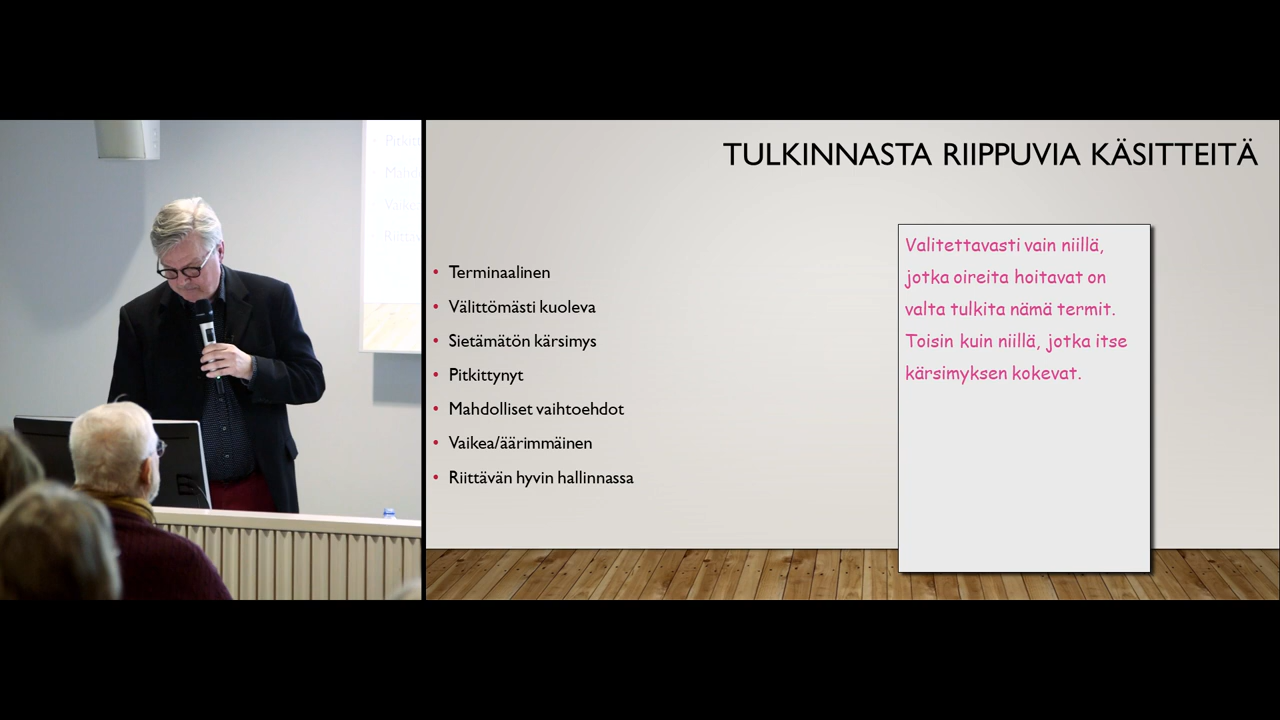 TULKINNASTA RIIPPUVIA KÄSITTEITÄ
• Terminaalinen
• Välittömästi kuoleva
• Sietämätön kärsimys
• Pitkittynyt
• Mahdolliset vaihtoehdot
• Vaikea/äärimmäinen
• Riittävän hyvin hallinnassa
Valitettavasti vain niillä,
jotka oireita hoitavat on
valta tulkita nämä termit.
Toisin kuin niillä, jotka itse
kärsimyksen kokevat.